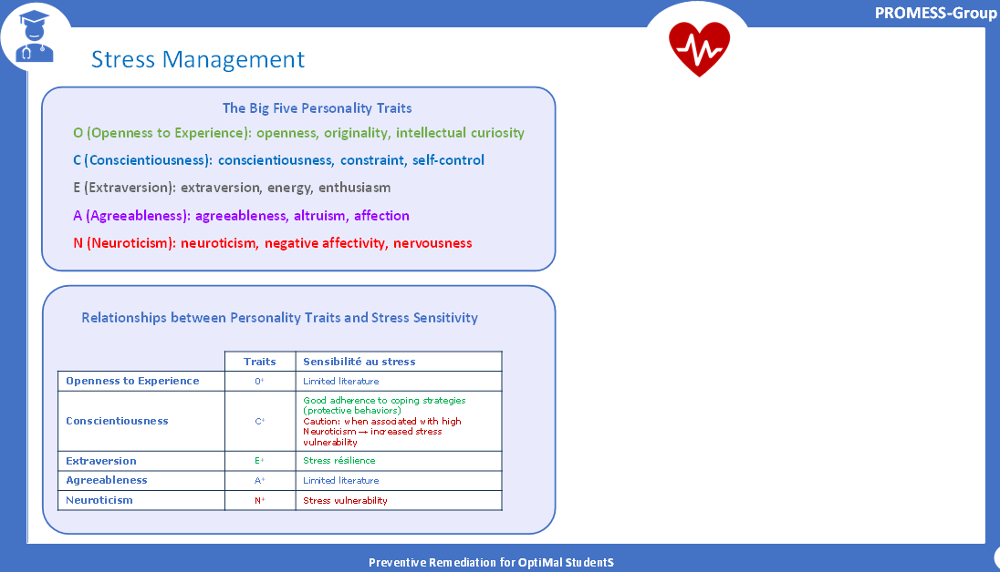 PROMESS-Group
Stress Management
The Big Five Personality Traits
O (Openness to Experience): openness, originality, intellectual curiosity
C (Conscientiousness): conscientiousness, constraint, self-control
E (Extraversion): extraversion, energy, enthusiasm
A (Agreeableness): agreeableness, altruism, affection
N (Neuroticism): neuroticism, negative affectivity, nervousness
Relationships between Personality Traits and Stress Sensitivity
Traits Sensibilité au stress
Openness to Experience O⁺ Limited literature
Conscientiousness C⁺ Good adherence to coping strategies
(protective behaviors)
Caution: when associated with high
Neuroticism → increased stress
vulnerability
Extraversion E⁺ Stress résilience
Agreeableness A⁺ Limited literature
Neuroticism N⁺ Stress vulnerability
Preventive Remediation for OptiMal StudentS